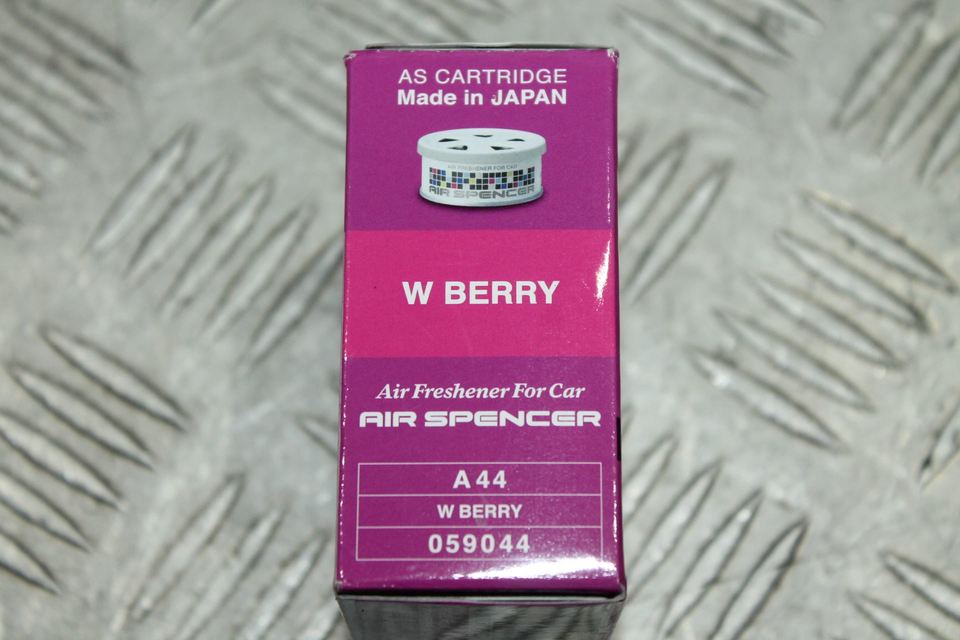 AS CARTRIDGE
Made in JAPAN
AIR FRESHENER FOR CAR
AIR SPENCER
W BERRY
Air Freshener For Car
AIR SPENCER
A 44
W BERRY
059044